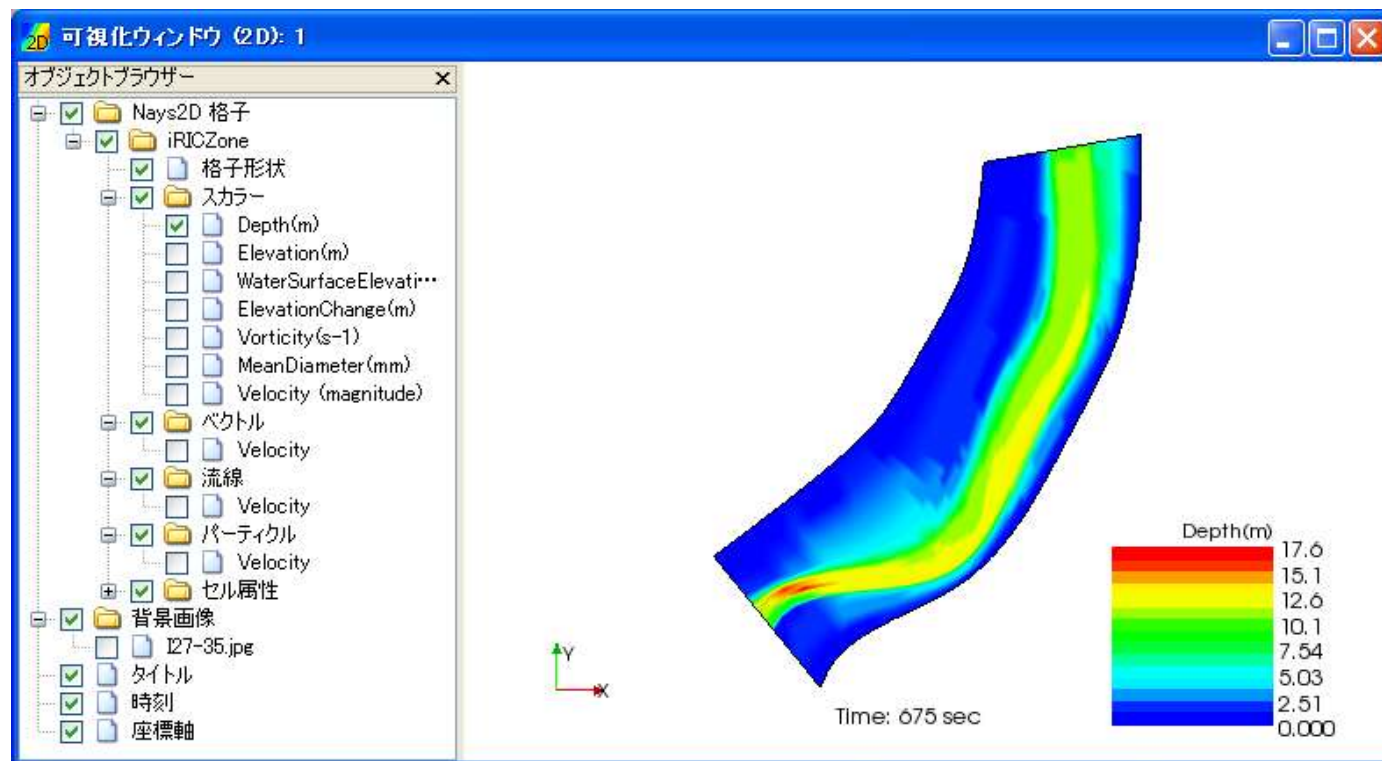 2D 可視化ウィンドウ (2D): 1
オブジェクトブラウザー
Nays2D 格子
iRICZone
格子形状
スカラー
Depth(m)
Elevation(m)
WaterSurfaceElevati…
ElevationChange(m)
Vorticity(s-1)
MeanDiameter(mm)
Velocity (magnitude)
ベクトル
Velocity
流線
Velocity
パーティクル
Velocity
セル属性
背景画像
I27-35.jpg
タイトル
時刻
座標軸
Y
X
Time: 675 sec
Depth(m)
17.6
15.1
12.6
10.1
7.54
5.03
2.51
0.000